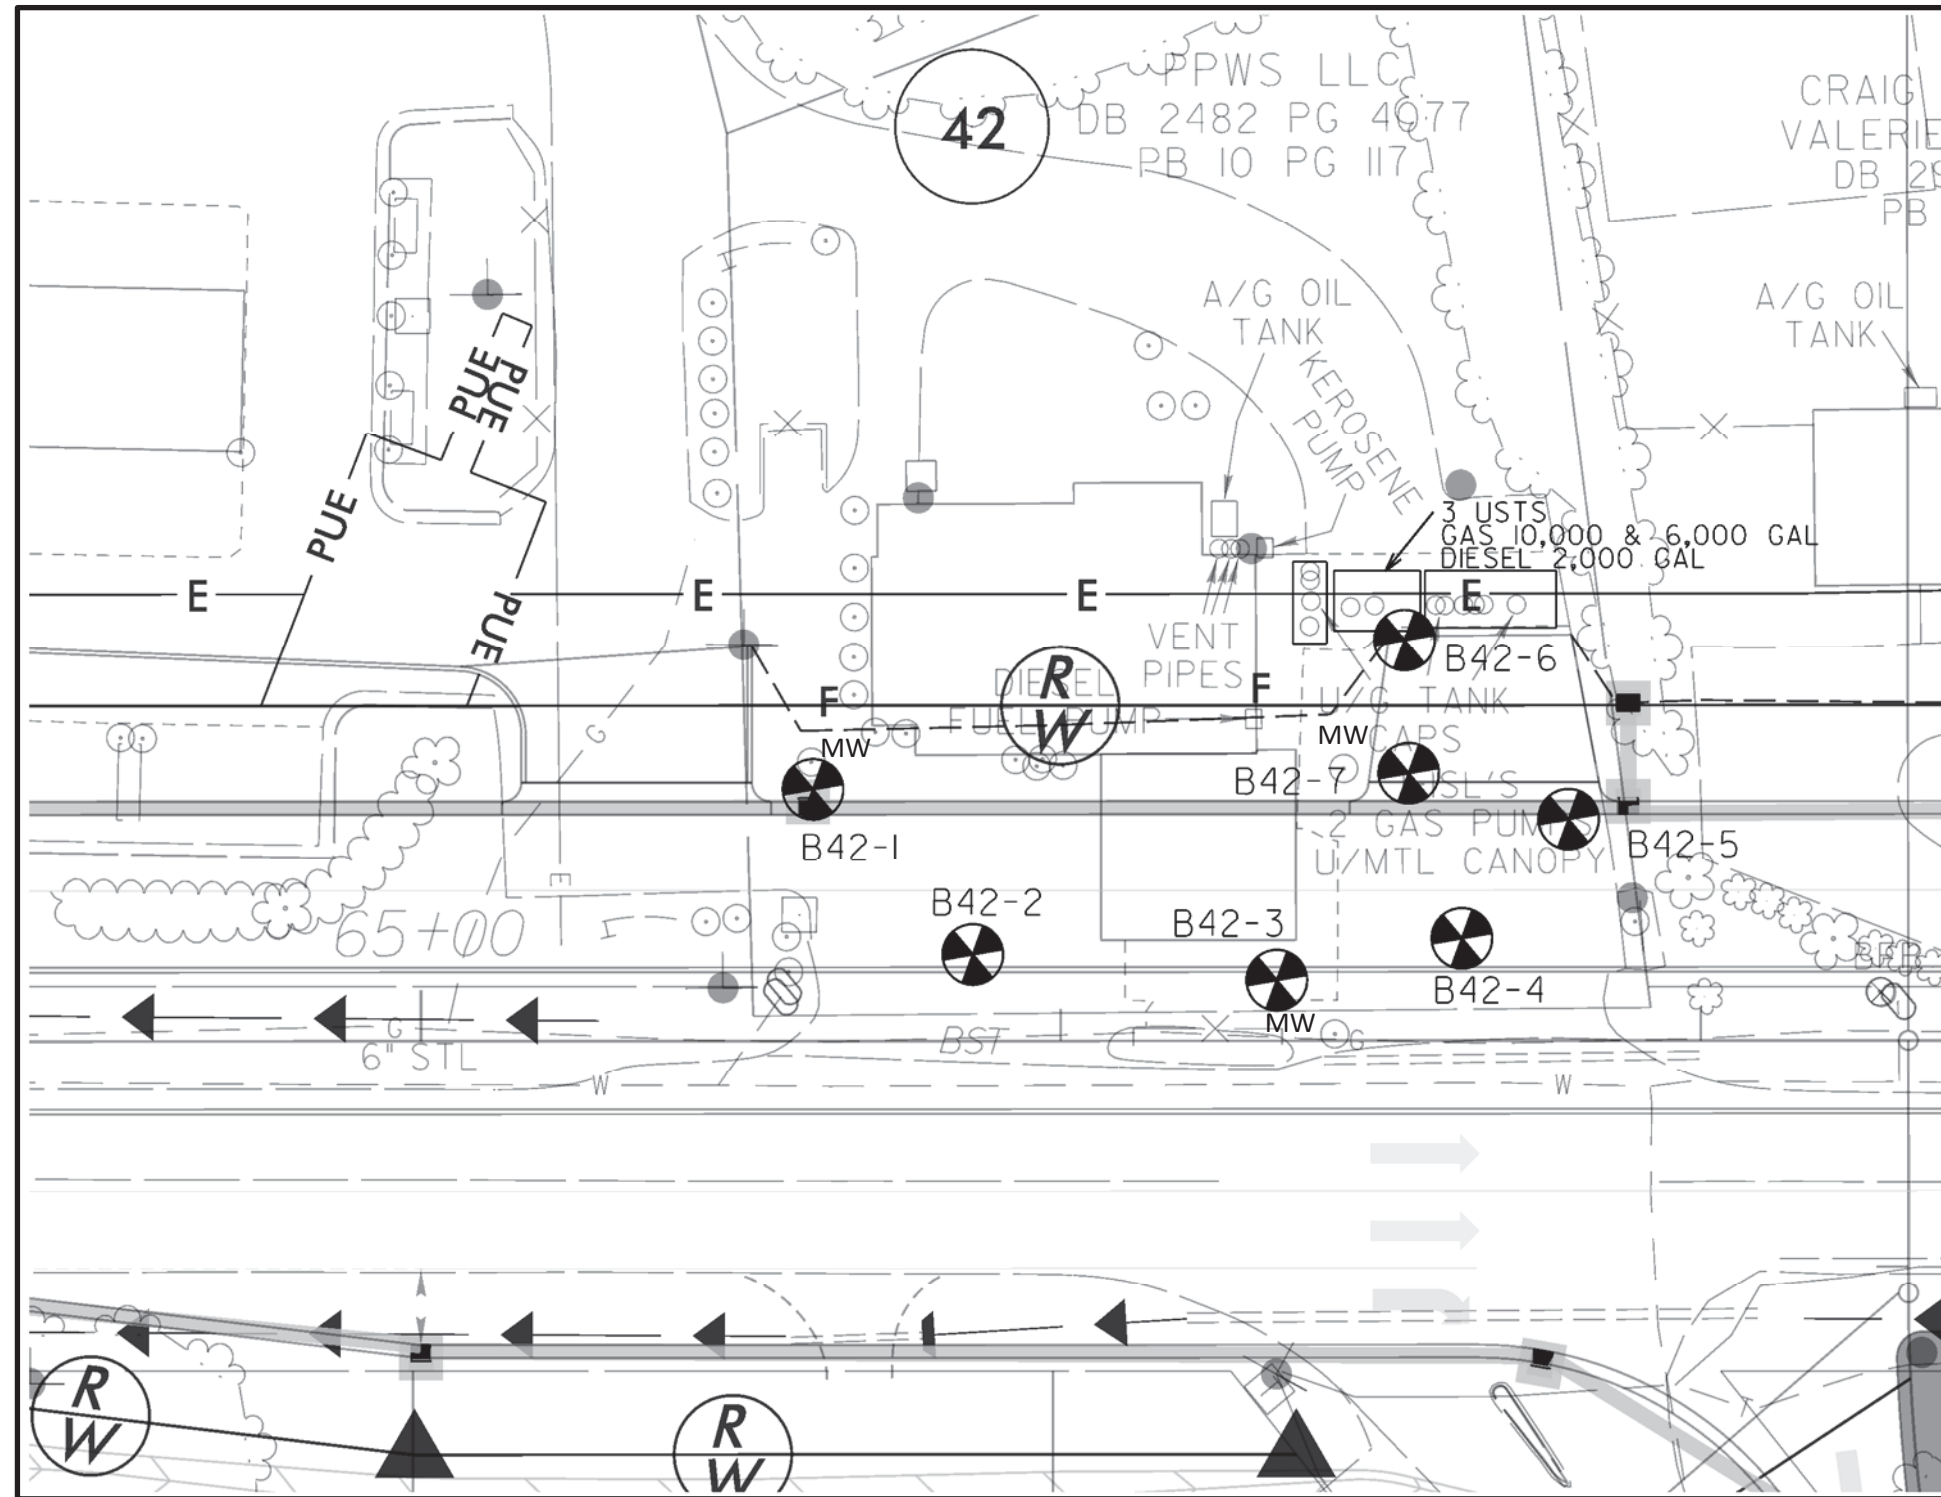 PPWS LLC
DB 2482 PG 4077
PB 10 PG 117
42
CRAIG
VALERIE
DB
PB
A/G OIL
TANK
A/G OIL
TANK
KEROSENE
PUMP
PUE
PUE
PUE
PUE
3 USTS
GAS 10,000 & 6,000 GAL
DIESEL 2,000 GAL
E
E
E
E
VENT
PIPES
B42-6
R
W
DIESEL
FUEL PUMP
F
F
U/G TANK
CAPS
MW
MW
G
B42-7
ISL'S
2 GAS PUMPS
U/MTL CANOPY
B42-1
B42-5
B42-2
B42-3
65+00
E
B42-4
MW
G
BST
G
6" STL
W
W
R
W
R
W
T